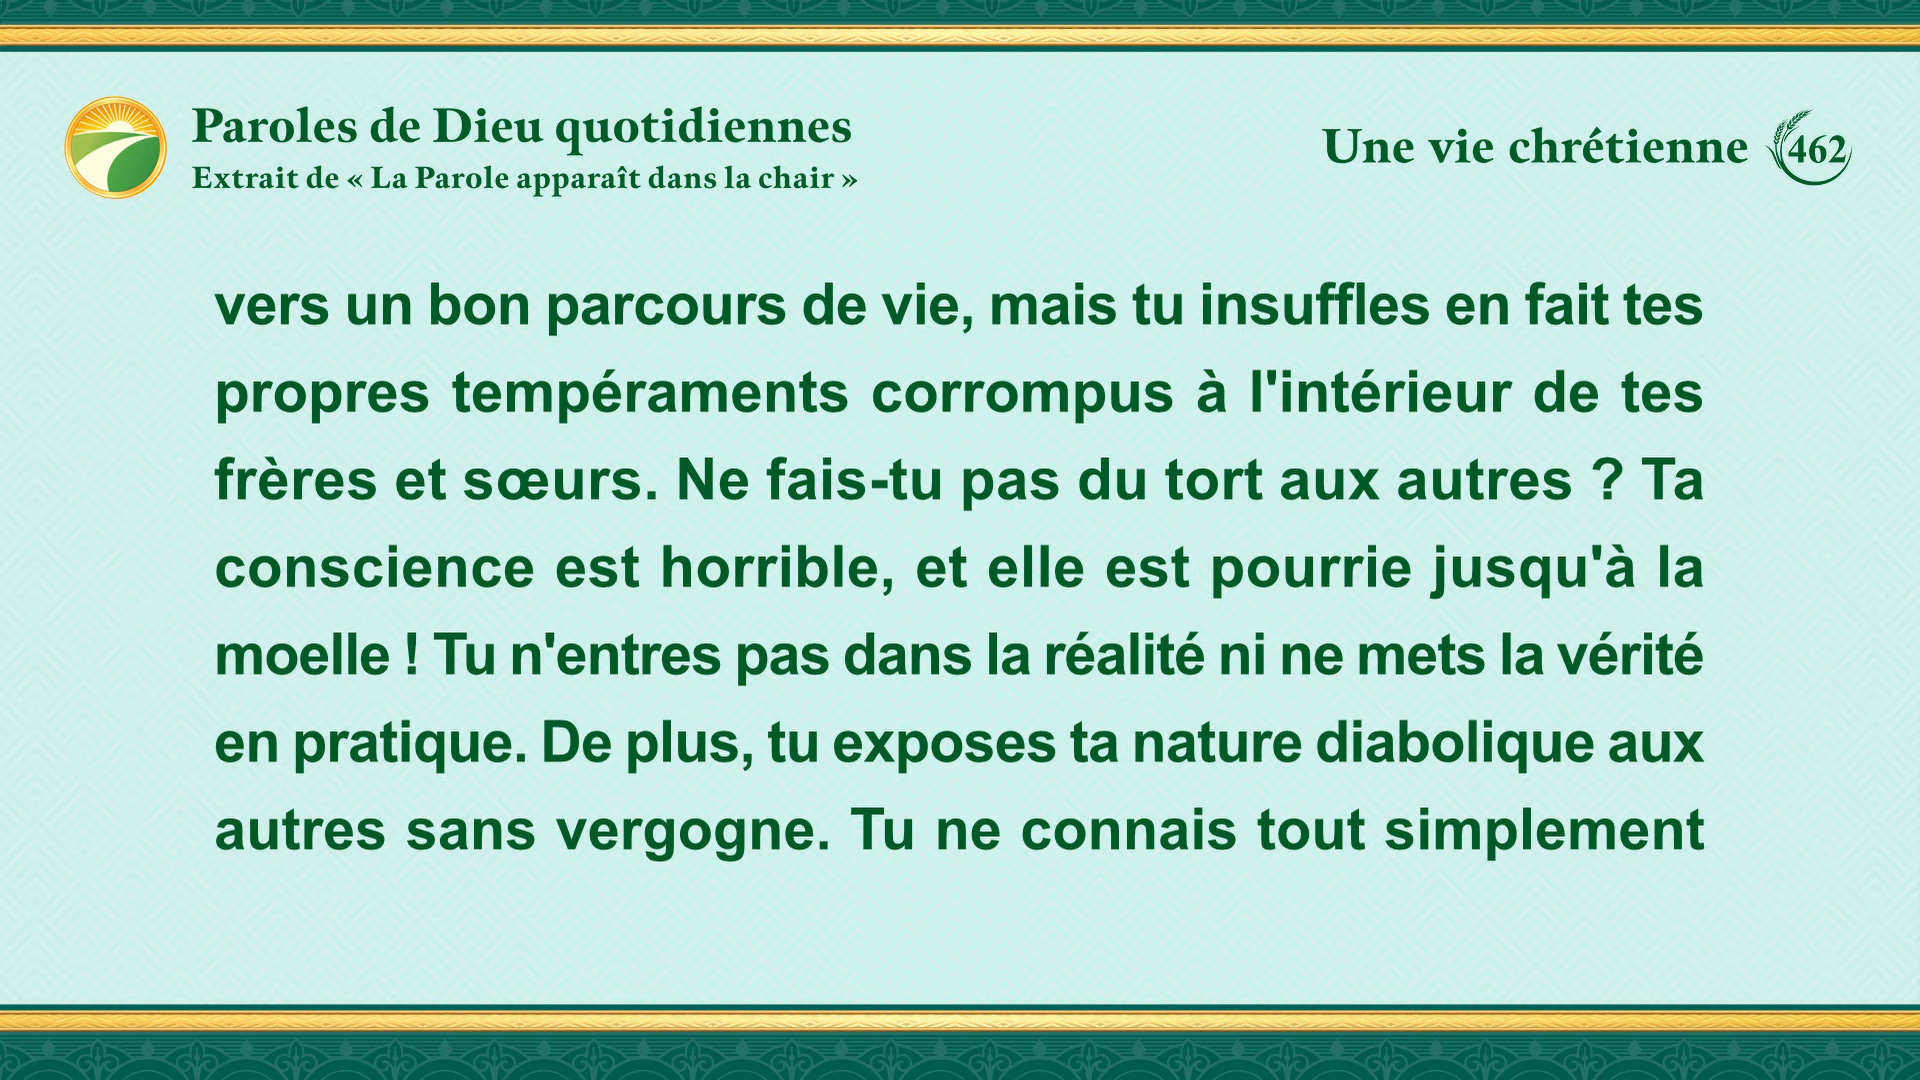 Paroles de Dieu quotidiennes
Extrait de « La Parole apparaît dans la chair »
Une vie chrétienne 462
vers un bon parcours de vie, mais tu insuffles en fait tes
propres tempéraments corrompus à l'intérieur de tes
frères et sœurs. Ne fais-tu pas du tort aux autres ? Ta
conscience est horrible, et elle est pourrie jusqu'à la
moelle ! Tu n'entres pas dans la réalité ni ne mets la vérité
en pratique. De plus, tu exposes ta nature diabolique aux
autres sans vergogne. Tu ne connais tout simplement